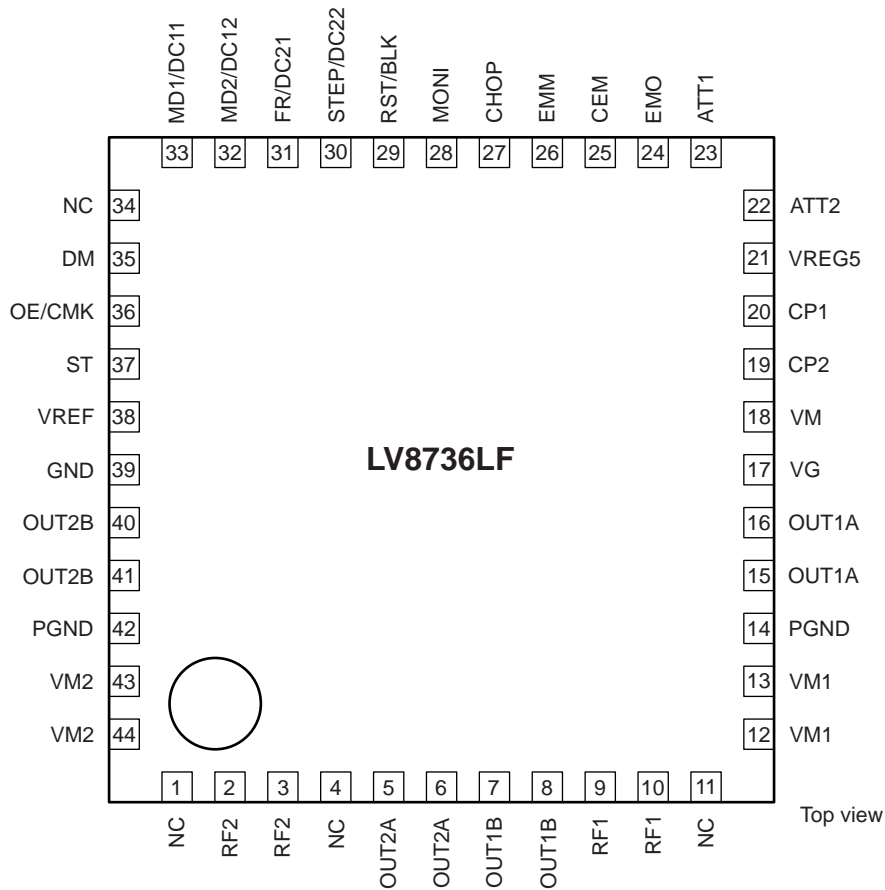 MD1/DC11
MD2/DC12
FR/DC21
STEP/DC22
RST/BLK
MONI
CHOP
EMM
CEM
EMO
ATT1
33 32 31 30 29 28 27 26 25 24 23
NC 34
22 ATT2
DM 35
21 VREG5
OE/CMK 36
20 CP1
ST 37
19 CP2
VREF 38
18 VM
LV8736LF
GND 39
17 VG
OUT2B 40
16 OUT1A
OUT2B 41
15 OUT1A
PGND 42
14 PGND
VM2 43
13 VM1
VM2 44
12 VM1
1 2 3 4 5 6 7 8 9 10 11
NC
RF2
RF2
NC
OUT2A
OUT2A
OUT1B
OUT1B
RF1
RF1
NC
Top view